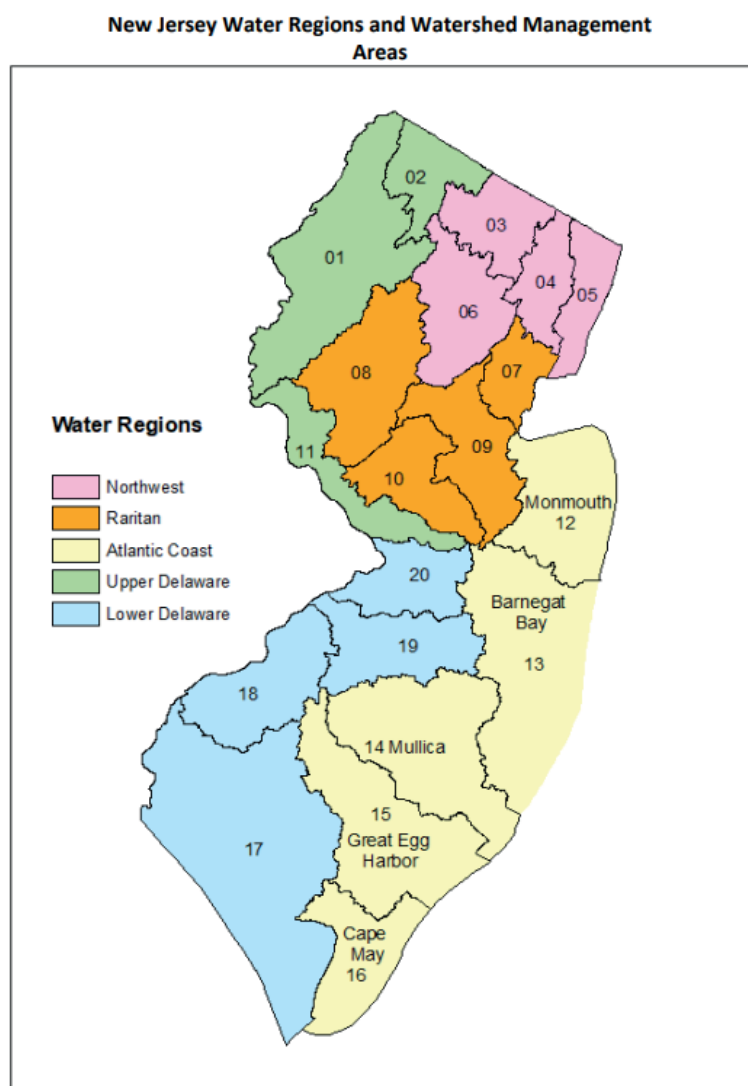 New Jersey Water Regions and Watershed Management
Areas
02
03
01
04
05
06
07
08
Water Regions
11
09
10
Northwest
Raritan
Atlantic Coast
Upper Delaware
Lower Delaware
Monmouth
12
20
Barnegat
Bay
13
19
18
14 Mullica
15
Great Egg
Harbor
17
Cape
May
16